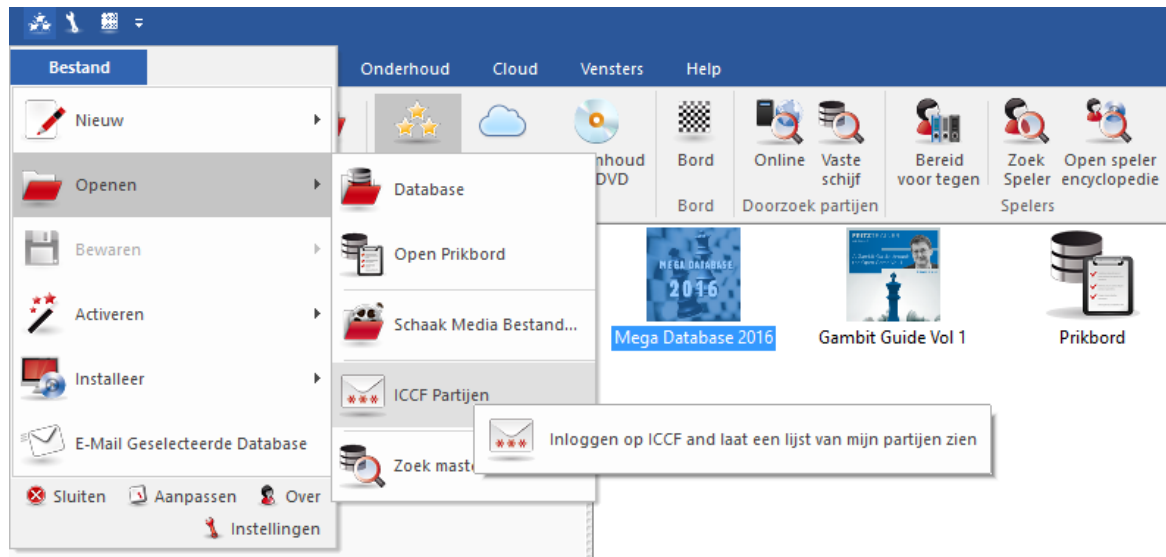 Bestand
Onderhoud
Cloud
Vensters
Help
Nieuw
Openen
Bewaren
Activeren
Installeer
E-Mail Geselecteerde Database
Sluiten
Aanpassen
Over
Instellingen
Database
Open Prikbord
Schaak Media Bestand...
ICCF Partijen
Inloggen op ICCF and laat een lijst van mijn partijen zien
Bord
Online
Vaste
schijf
Bereid
voor tegen
Zoek
Speler
Open speler
encyclopedie
DVD
Bord
Doorzoek partijen
Spelers
MEGA DATABASE
2016
Mega Database 2016
Gambit Guide Vol 1
Prikbord